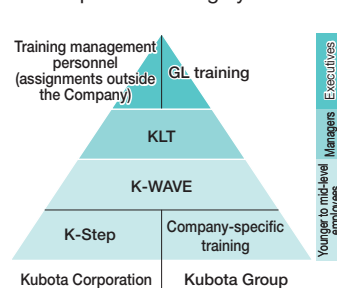 Training management
personnel
(assignments outside
the Company)
GL training
KLT
K-WAVE
K-Step
Company-specific
training
Kubota Corporation
Kubota Group
Executives
Managers
Younger to mid-level
employees